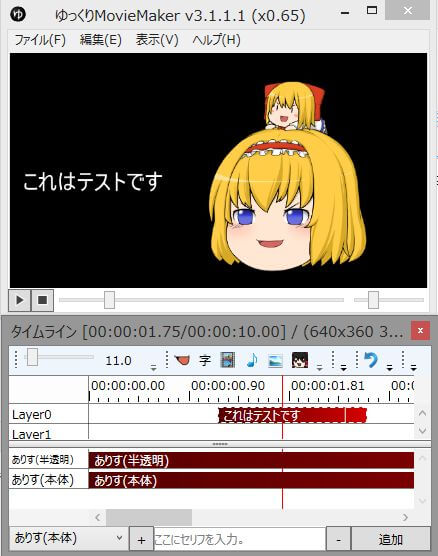 ゆ ゆっくりMovieMaker v3.1.1.1 (x0.65)
ファイル(F) 編集(E) 表示(V) ヘルプ(H)
これはテストです
タイムライン [00:00:01.75/00:00:10.00] / (640x360 3...
11.0 字
00:00:00.00 00:00:00.90 00:00:01.81 00:0
Layer0 これはテストです
Layer1
ありす(半透明) ありす(半透明)
ありす(本体) ありす(本体)
ありす(本体) + ここにセリフを入力。 - 追加